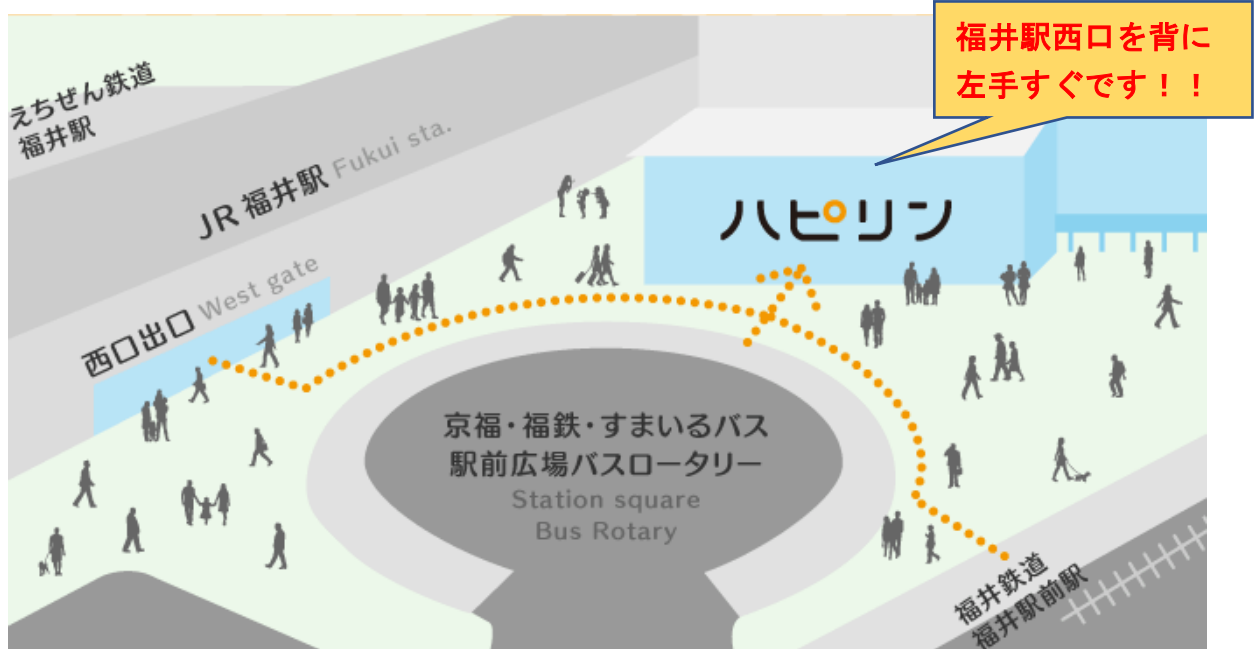 福井駅西口を背に
左手すぐです！！
えちぜん鉄道
福井駅
JR 福井駅 Fukui sta.
ハピリン
西口出口 West gate
京福・福鉄・すまいるバス
駅前広場バスロータリー
Station square
Bus Rotary
福井鉄道
福井駅前駅